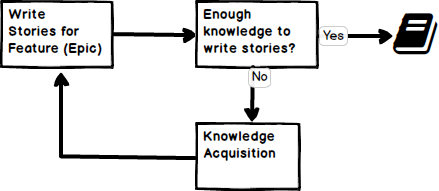 Write
Stories for
Feature (Epic)
Enough
knowledge to
write stories?
Yes
No
Knowledge
Acquisition